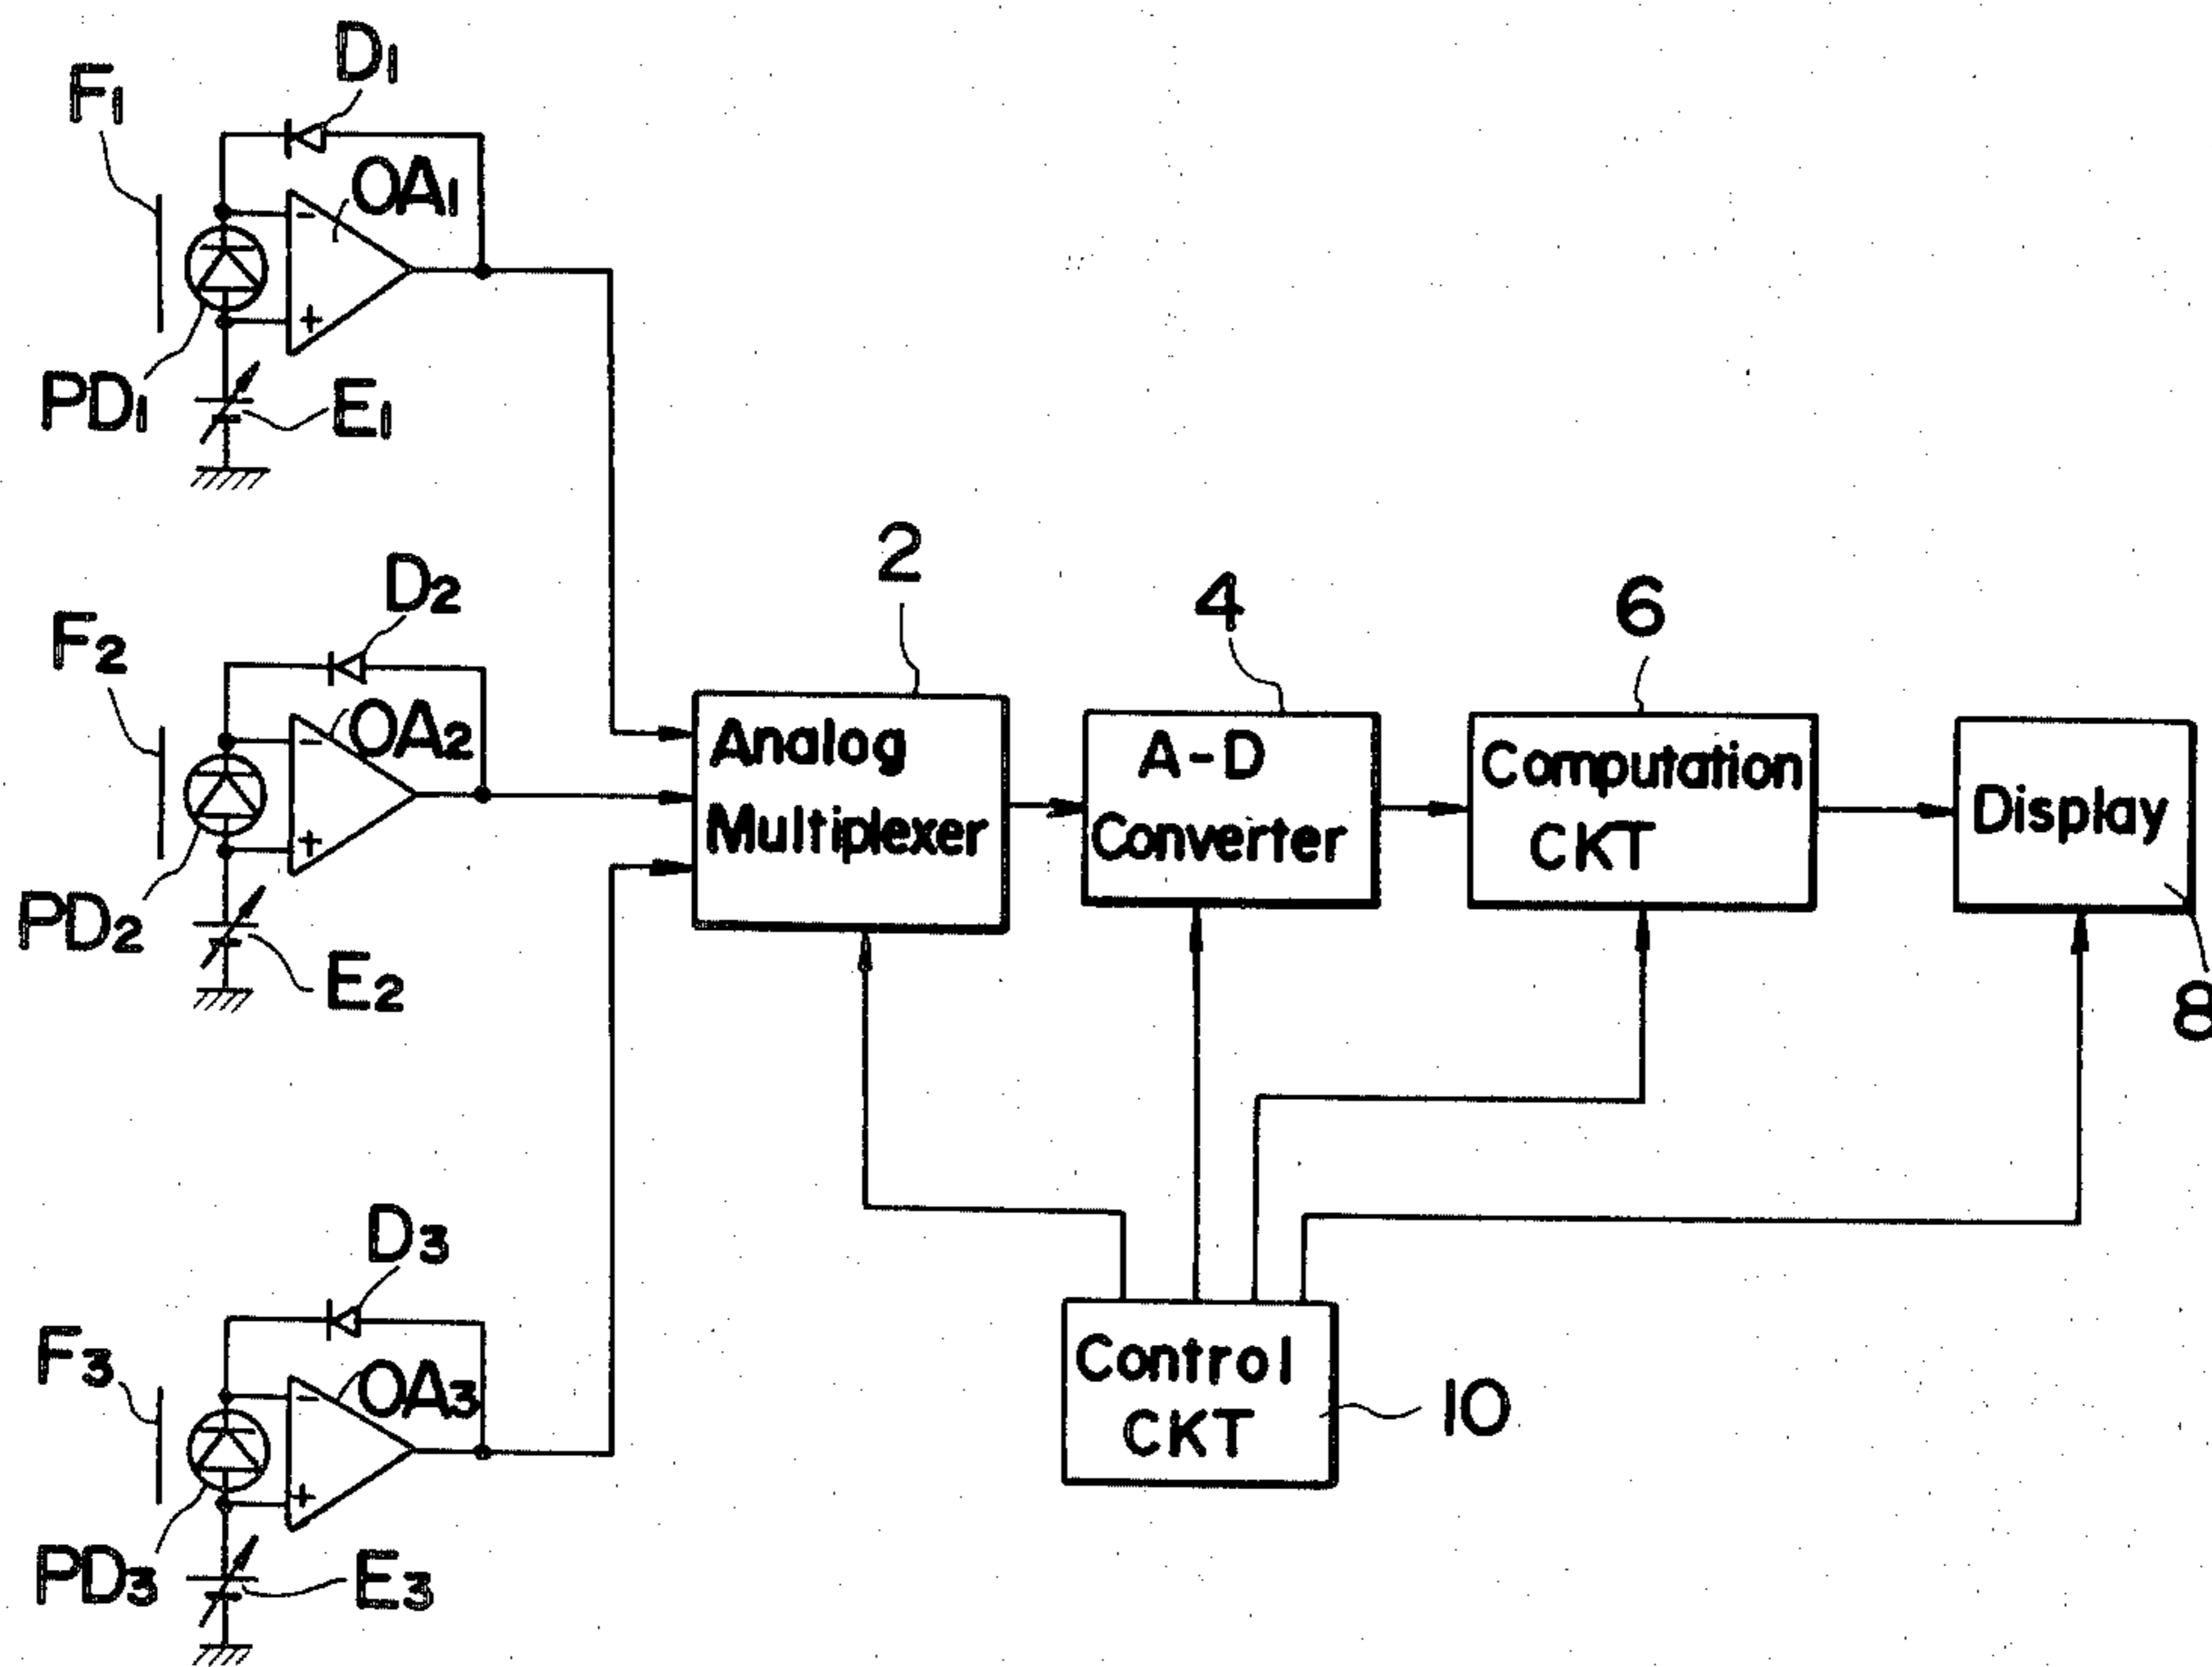 D1
F1
OA1
-
+
PD1
E1
D2
F2
OA2
-
+
PD2
E2
D3
F3
OA3
-
+
PD3
E3
2
Analog
Multiplexer
4
A-D
Converter
6
Computation
CKT
Display
8
Control
CKT
10